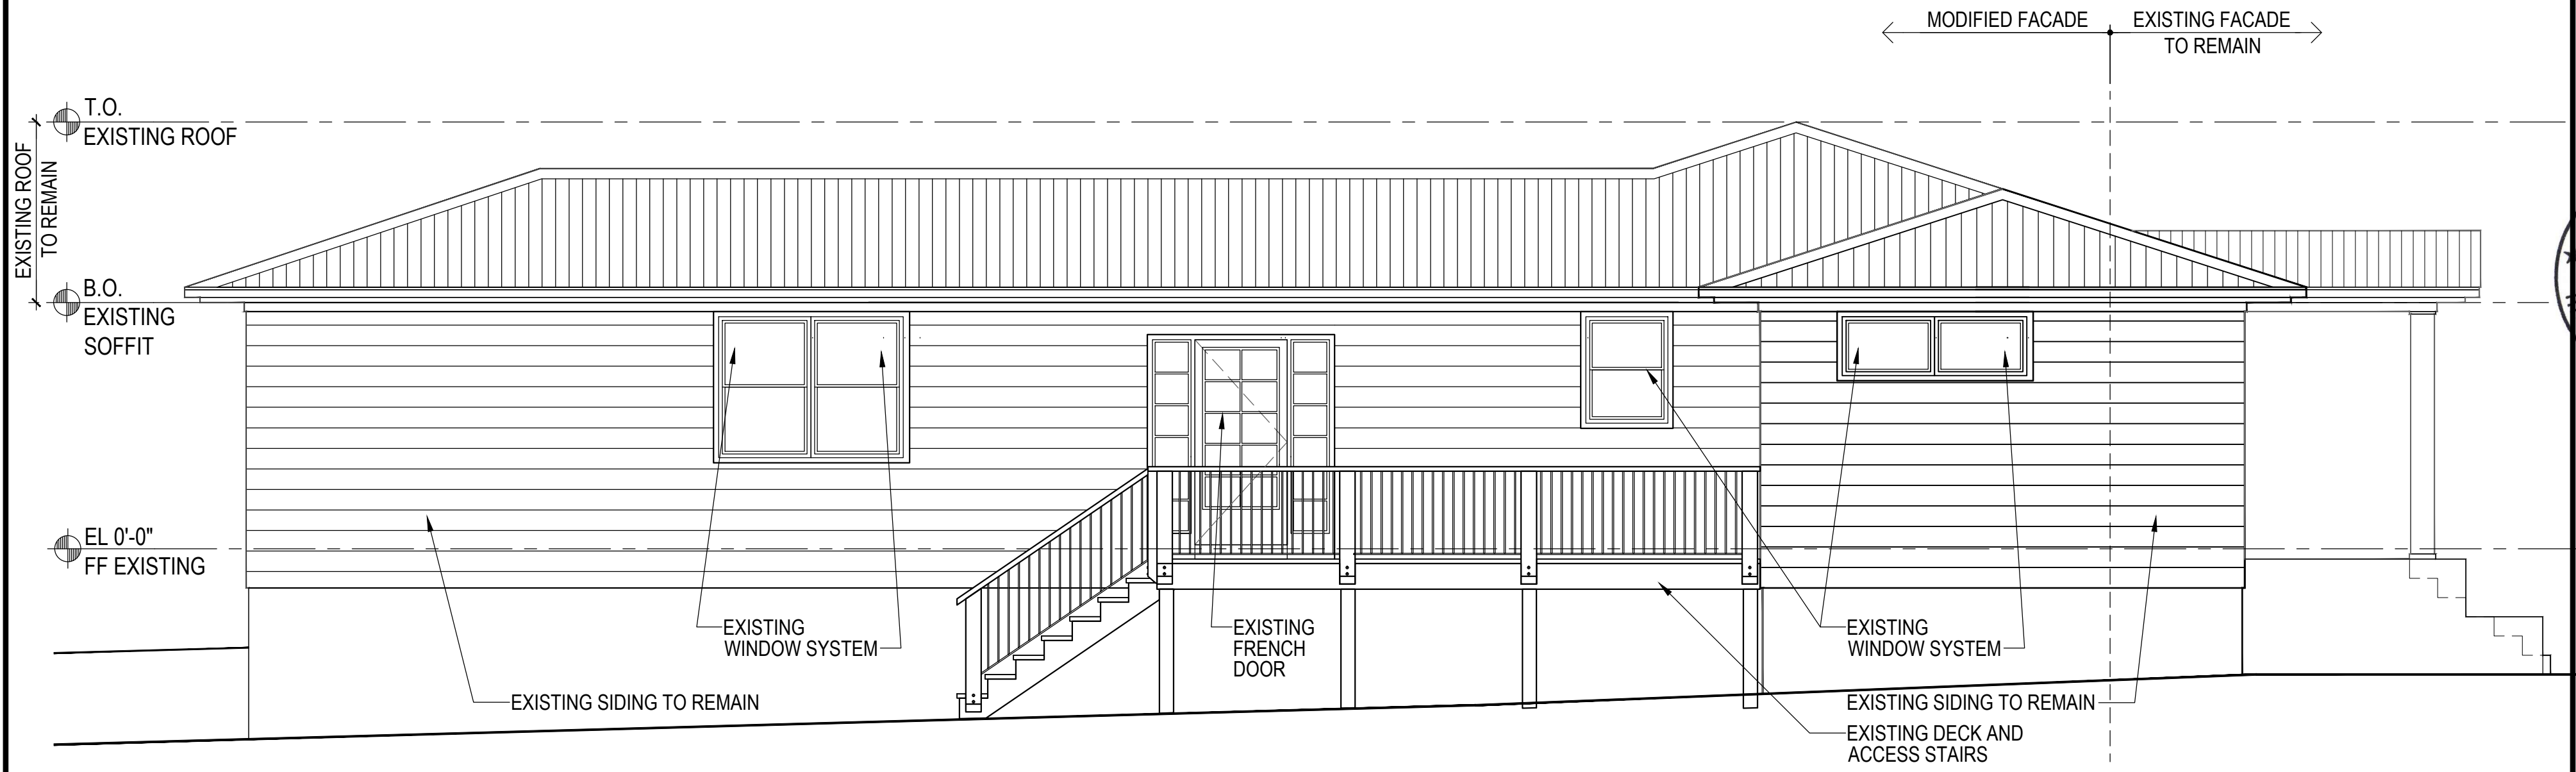 MODIFIED FACADE
EXISTING FACADE
TO REMAIN
T.O.
EXISTING ROOF
EXISTING ROOF
TO REMAIN
B.O.
EXISTING
SOFFIT
EL 0'-0"
FF EXISTING
EXISTING
WINDOW SYSTEM
EXISTING SIDING TO REMAIN
EXISTING
FRENCH
DOOR
EXISTING
WINDOW SYSTEM
EXISTING SIDING TO REMAIN
EXISTING DECK AND
ACCESS STAIRS